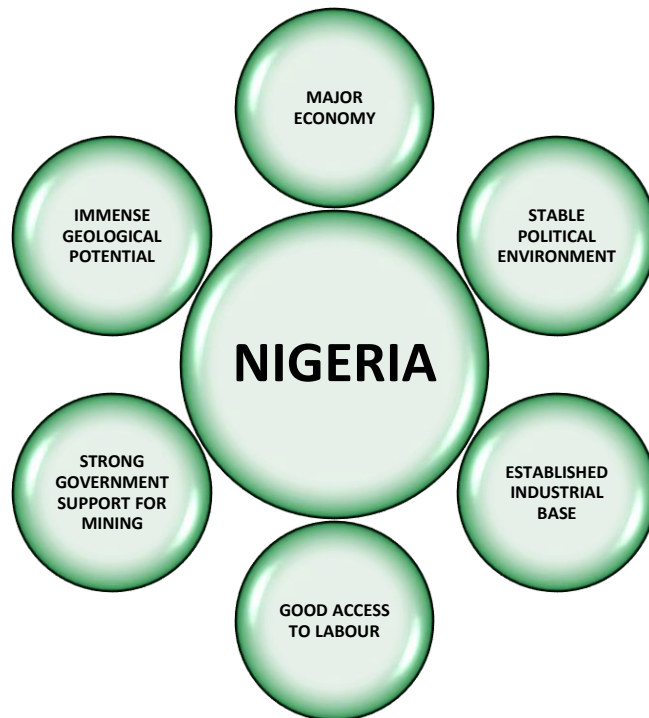 MAJOR
ECONOMY
IMMENSE
GEOLOGICAL
POTENTIAL
STABLE
POLITICAL
ENVIRONMENT
NIGERIA
STRONG
GOVERNMENT
SUPPORT FOR
MINING
ESTABLISHED
INDUSTRIAL
BASE
GOOD ACCESS
TO LABOUR